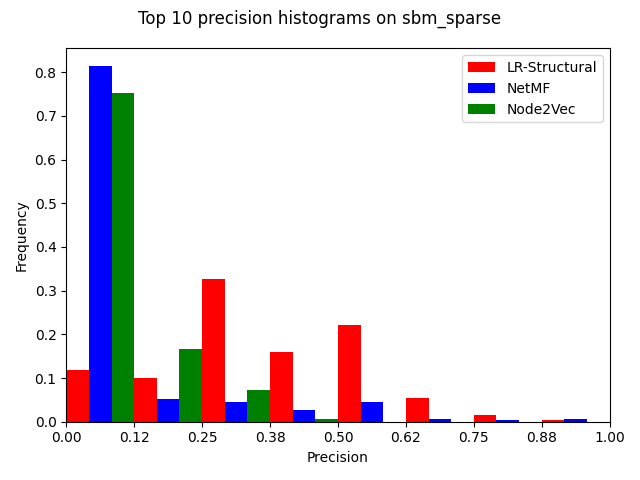 Top 10 precision histograms on sbm_sparse
LR-Structural
NetMF
Node2Vec
Frequency
0.8
0.7
0.6
0.5
0.4
0.3
0.2
0.1
0.0
0.00 0.12 0.25 0.38 0.50 0.62 0.75 0.88 1.00
Precision